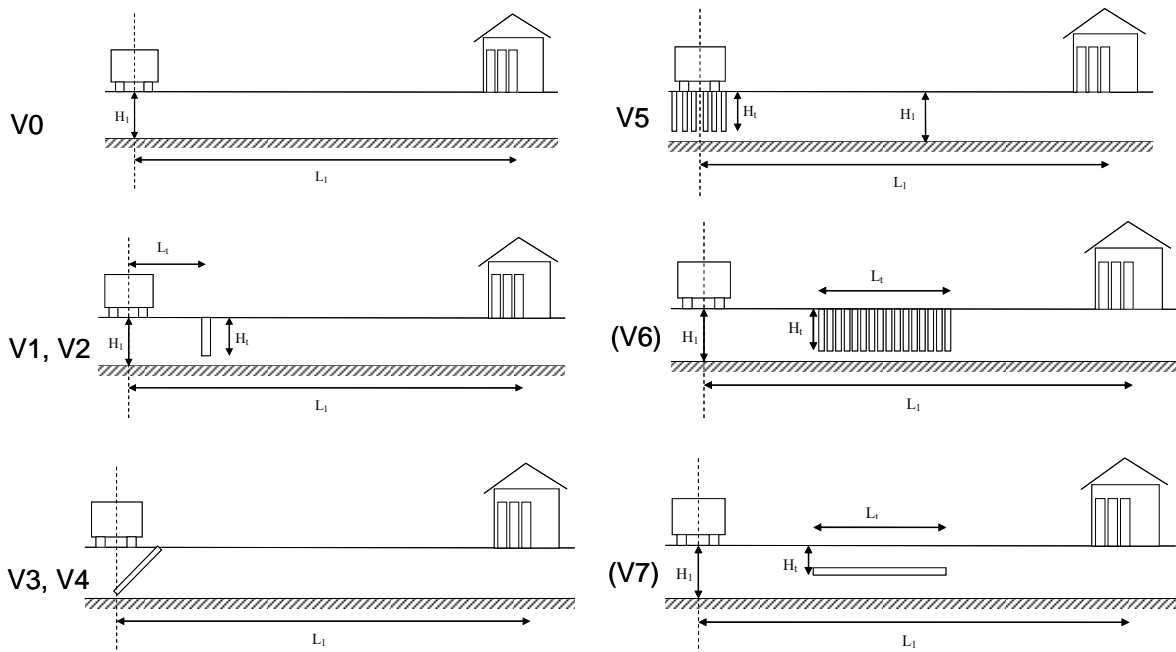 V0
H₁
L₁
V5
Hₜ
H₁
L₁
V1, V2
Lₜ
H₁
Hₜ
L₁
(V6)
Lₜ
H₁
Hₜ
L₁
V3, V4
L₁
(V7)
Lₜ
H₁
Hₜ
L₁